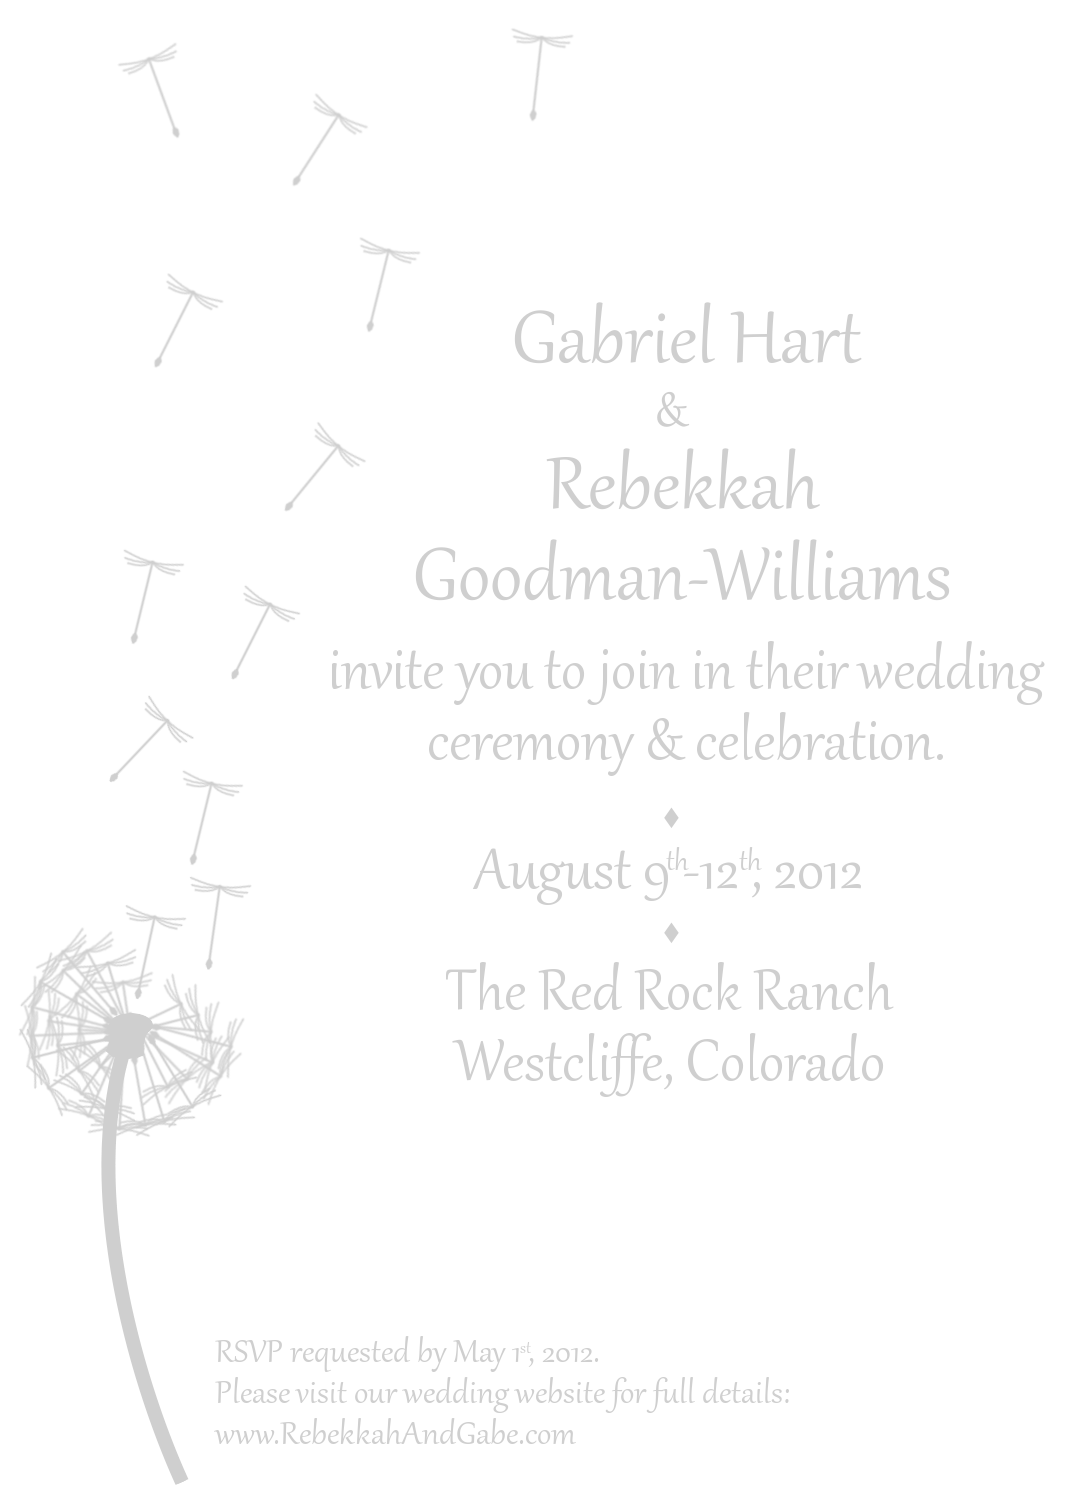 Gabriel Hart
&
Rebekkah
Goodman-Williams
invite you to join in their wedding
ceremony & celebration.
♦
August 9th-12th, 2012
♦
The Red Rock Ranch
Westcliffe, Colorado
RSVP requested by May 1st, 2012.
Please visit our wedding website for full details:
www.RebekkahAndGabe.com